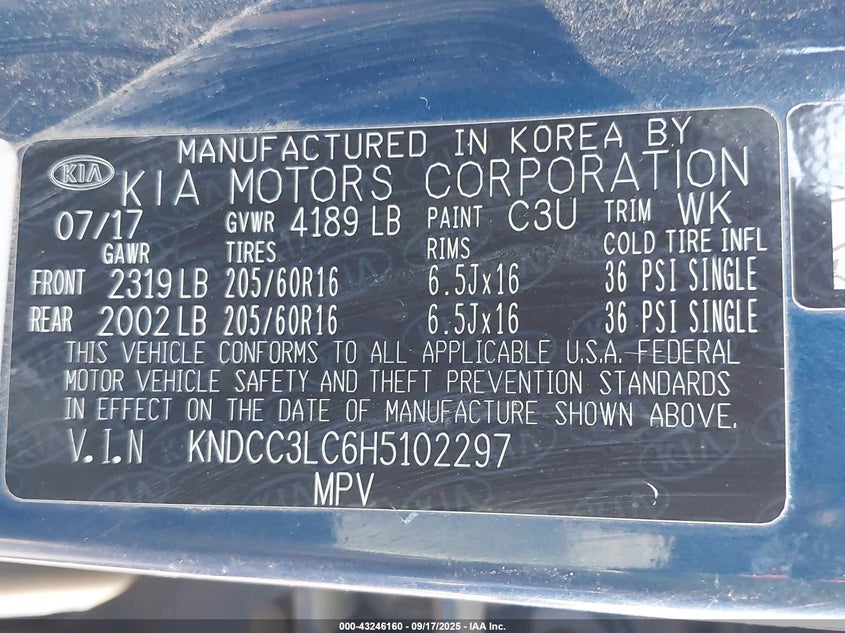 MANUFACTURED IN KOREA BY
KIA
KIA MOTORS CORPORATION
07/17 GVWR 4189 LB PAINT C3U TRIM WK
GAWR TIRES RIMS COLD TIRE INFL
FRONT 2319 LB 205/60R16 6.5Jx16 36 PSI SINGLE
REAR 2002 LB 205/60R16 6.5Jx16 36 PSI SINGLE
THIS VEHICLE CONFORMS TO ALL APPLICABLE U.S.A. FEDERAL
MOTOR VEHICLE SAFETY AND THEFT PREVENTION STANDARDS
IN EFFECT ON THE DATE OF MANUFACTURE SHOWN ABOVE.
V.I.N KNDCC3LC6H5102297
MPV
000-43246160 - 09/17/2025 - IAA Inc.